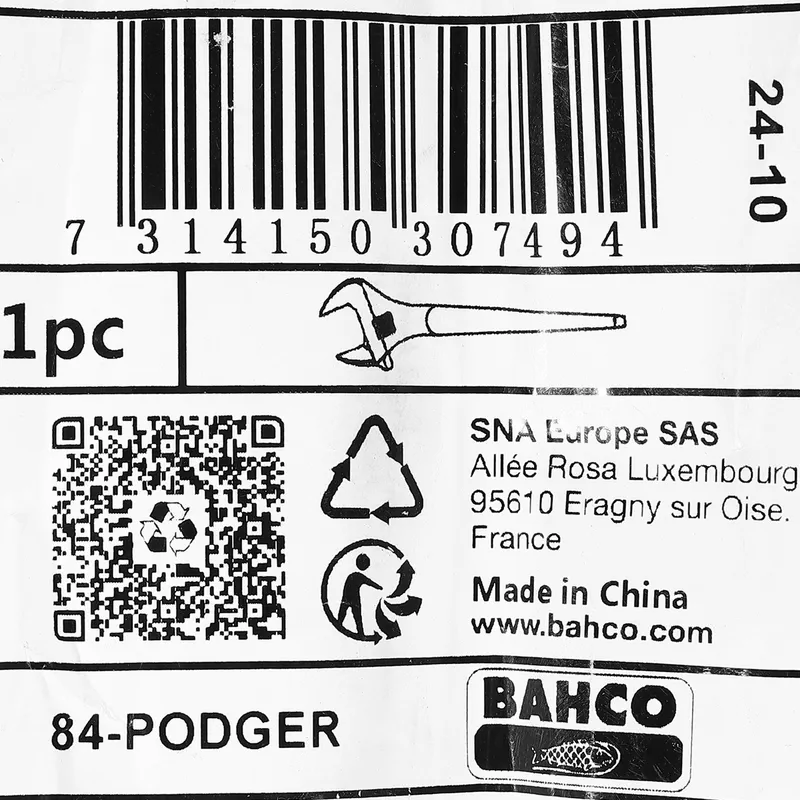 24-10
7 314150 307494
1pc
SNA Europe SAS
Allée Rosa Luxembourg
95610 Eragny sur Oise.
France
Made in China
www.bahco.com
84-PODGER
BAHCO